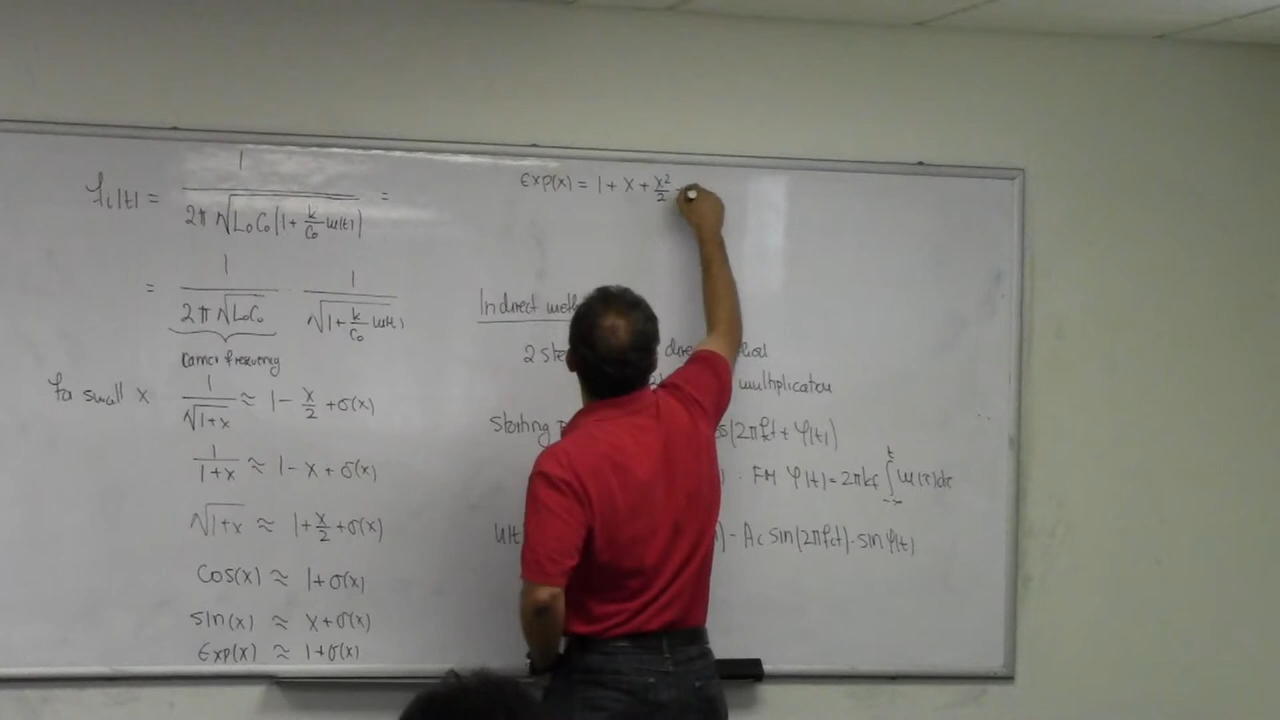 fᵢ(t) = 1 / (2π √(L₀C₀(1 + k/C₀ m(t)))) =
= 1 / (2π √(L₀C₀)) · 1 / √(1 + k/C₀ m(t))
carrier frequency
for small x 1/√(1+x) ≈ 1 - x/2 + σ(x)
1/(1+x) ≈ 1 - x + σ(x)
√(1+x) ≈ 1 + x/2 + σ(x)
cos(x) ≈ 1 + σ(x)
sin(x) ≈ x + σ(x)
exp(x) ≈ 1 + σ(x)
exp(x) = 1 + x + x²/2
Indirect
2
multiplication
starting (2πfct + φ(t))
FM φ(t) = 2πkf ∫ m(τ)dτ
u(t) - Ac sin(2πfct) · sin φ(t)